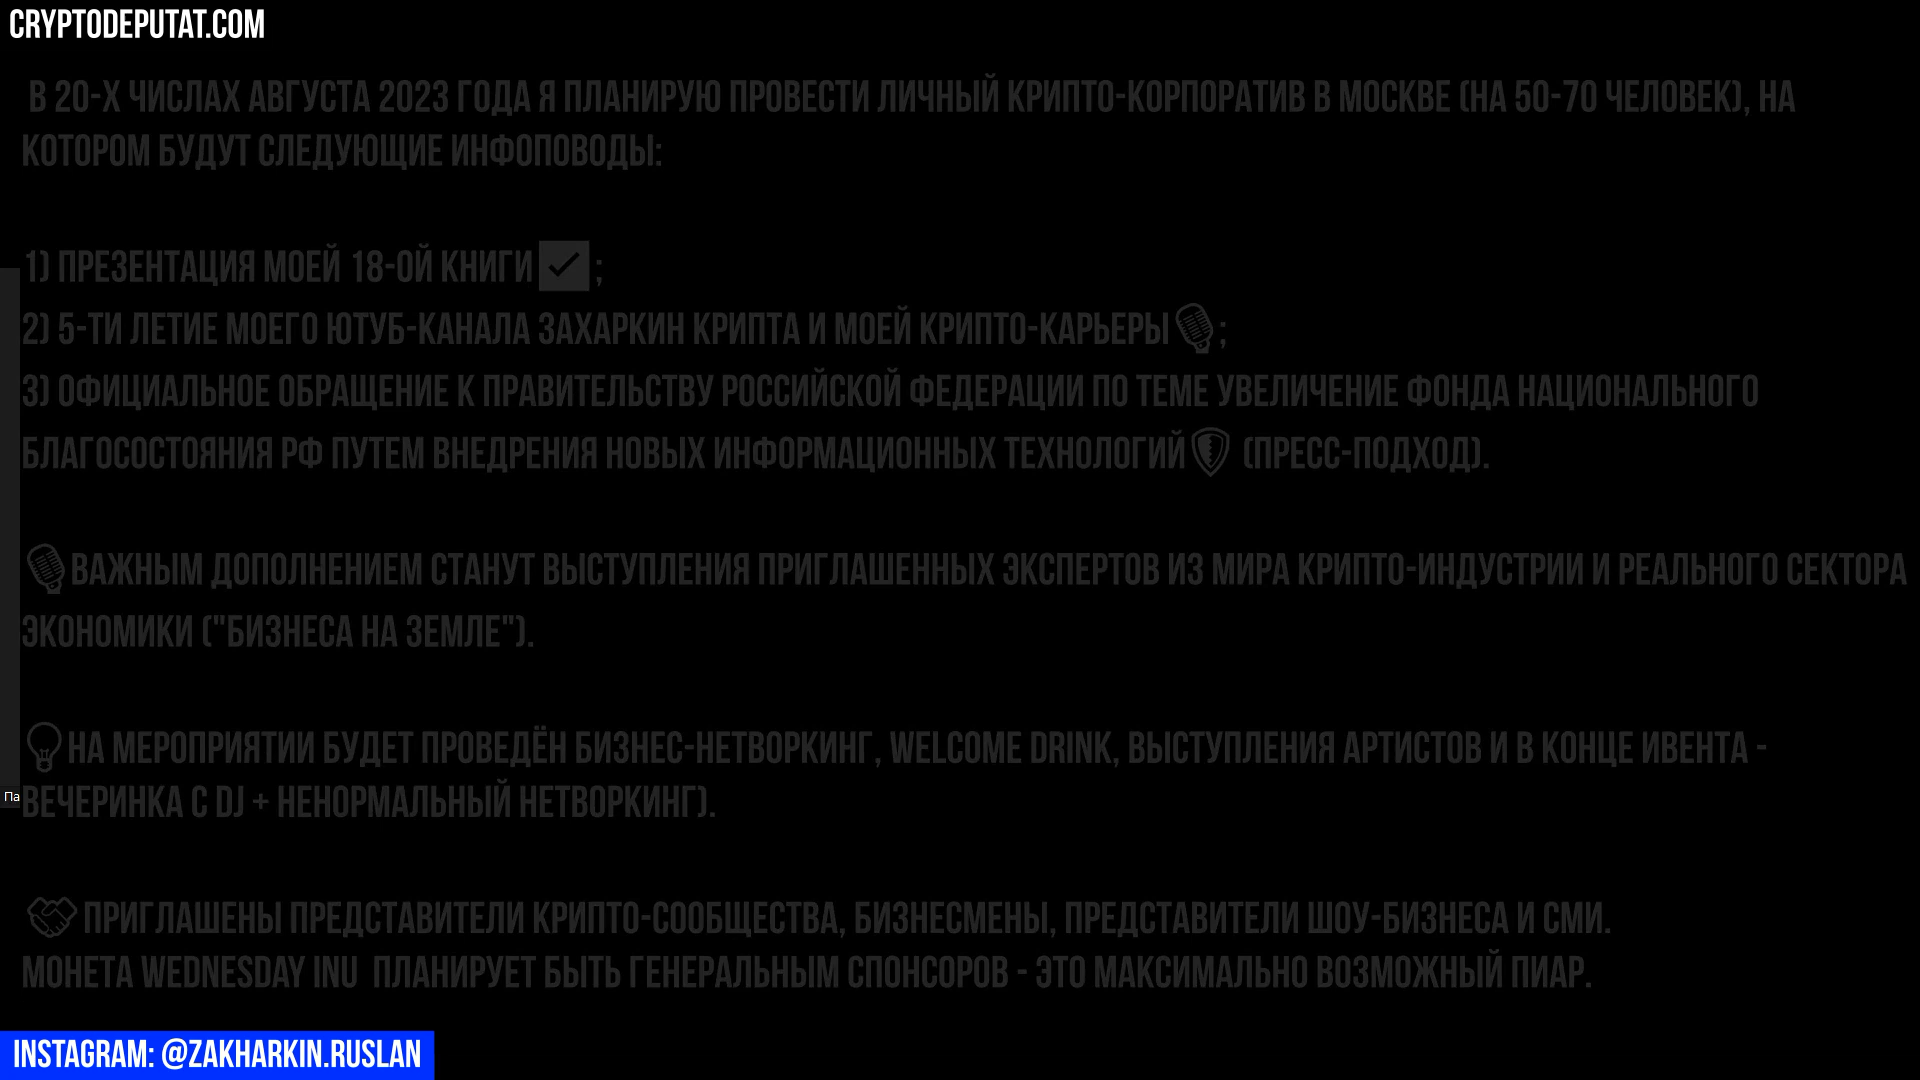 CRYPTODEPUTAT.COM
В 20-Х ЧИСЛАХ АВГУСТА 2023 ГОДА Я ПЛАНИРУЮ ПРОВЕСТИ ЛИЧНЫЙ КРИПТО-КОРПОРАТИВ В МОСКВЕ (НА 50-70 ЧЕЛОВЕК), НА
КОТОРОМ БУДУТ СЛЕДУЮЩИЕ ИНФОПОВОДЫ:
1) ПРЕЗЕНТАЦИЯ МОЕЙ 18-ОЙ КНИГИ ✅;
2) 5-ТИ ЛЕТИЕ МОЕГО ЮТУБ-КАНАЛА ЗАХАРКИН КРИПТА И МОЕЙ КРИПТО-КАРЬЕРЫ🎙;
3) ОФИЦИАЛЬНОЕ ОБРАЩЕНИЕ К ПРАВИТЕЛЬСТВУ РОССИЙСКОЙ ФЕДЕРАЦИИ ПО ТЕМЕ УВЕЛИЧЕНИЕ ФОНДА НАЦИОНАЛЬНОГО
БЛАГОСОСТОЯНИЯ РФ ПУТЕМ ВНЕДРЕНИЯ НОВЫХ ИНФОРМАЦИОННЫХ ТЕХНОЛОГИЙ🛡 (ПРЕСС-ПОДХОД).
🎙ВАЖНЫМ ДОПОЛНЕНИЕМ СТАНУТ ВЫСТУПЛЕНИЯ ПРИГЛАШЕННЫХ ЭКСПЕРТОВ ИЗ МИРА КРИПТО-ИНДУСТРИИ И РЕАЛЬНОГО СЕКТОРА
ЭКОНОМИКИ ("БИЗНЕСА НА ЗЕМЛЕ").
💡НА МЕРОПРИЯТИИ БУДЕТ ПРОВЕДЁН БИЗНЕС-НЕТВОРКИНГ, WELCOME DRINK, ВЫСТУПЛЕНИЯ АРТИСТОВ И В КОНЦЕ ИВЕНТА -
Па
ВЕЧЕРИНКА С DJ + НЕНОРМАЛЬНЫЙ НЕТВОРКИНГ).
🤝ПРИГЛАШЕНЫ ПРЕДСТАВИТЕЛИ КРИПТО-СООБЩЕСТВА, БИЗНЕСМЕНЫ, ПРЕДСТАВИТЕЛИ ШОУ-БИЗНЕСА И СМИ.
МОНЕТА WEDNESDAY INU ПЛАНИРУЕТ БЫТЬ ГЕНЕРАЛЬНЫМ СПОНСОРОВ - ЭТО МАКСИМАЛЬНО ВОЗМОЖНЫЙ ПИАР.
INSTAGRAM: @ZAKHARKIN.RUSLAN